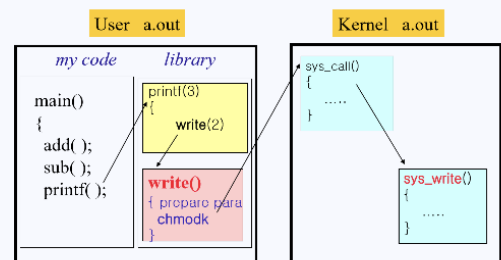 User a.out
Kernel a.out
my code
library
main()
{
add( );
sub( );
printf( );
printf(3)
{
write(2)
}
write()
{ prepare para
chmodk
}
sys_call()
{
.....
}
sys_write()
{
.....
}